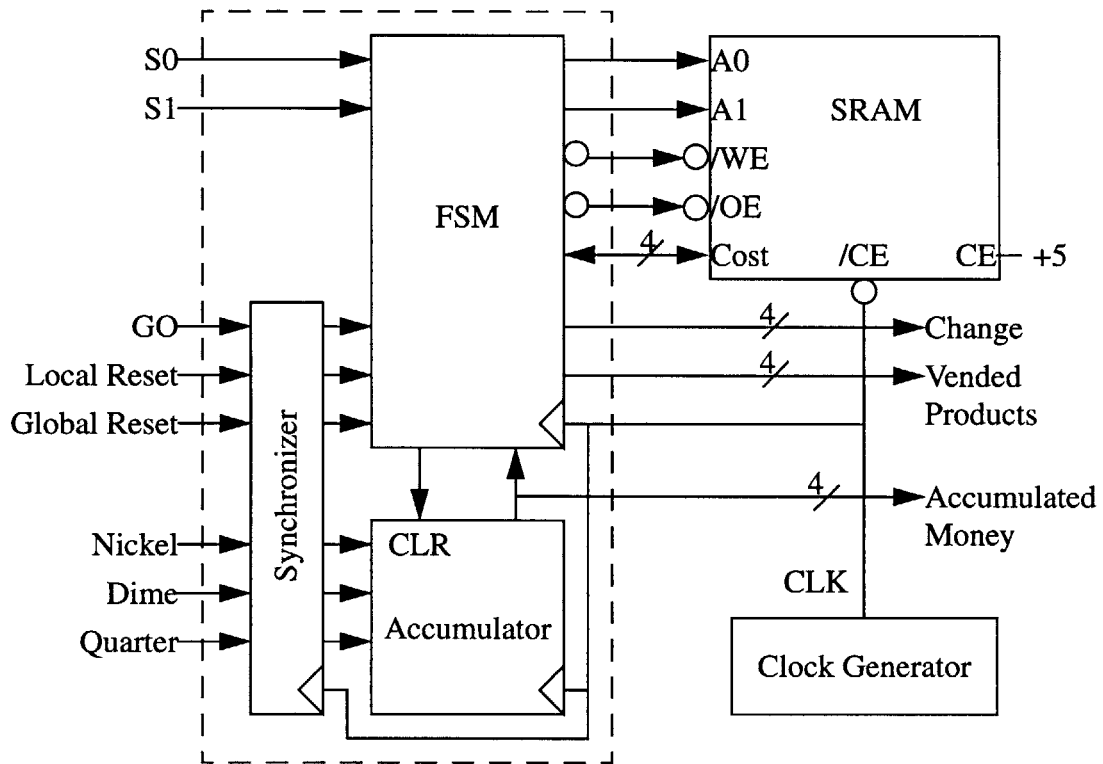 S0
S1
FSM
A0
A1
/WE
/OE
Cost
SRAM
/CE
CE
+5
4
GO
Local Reset
Global Reset
Synchronizer
4
Change
4
Vended
Products
4
Accumulated
Money
Nickel
Dime
Quarter
CLR
Accumulator
CLK
Clock Generator